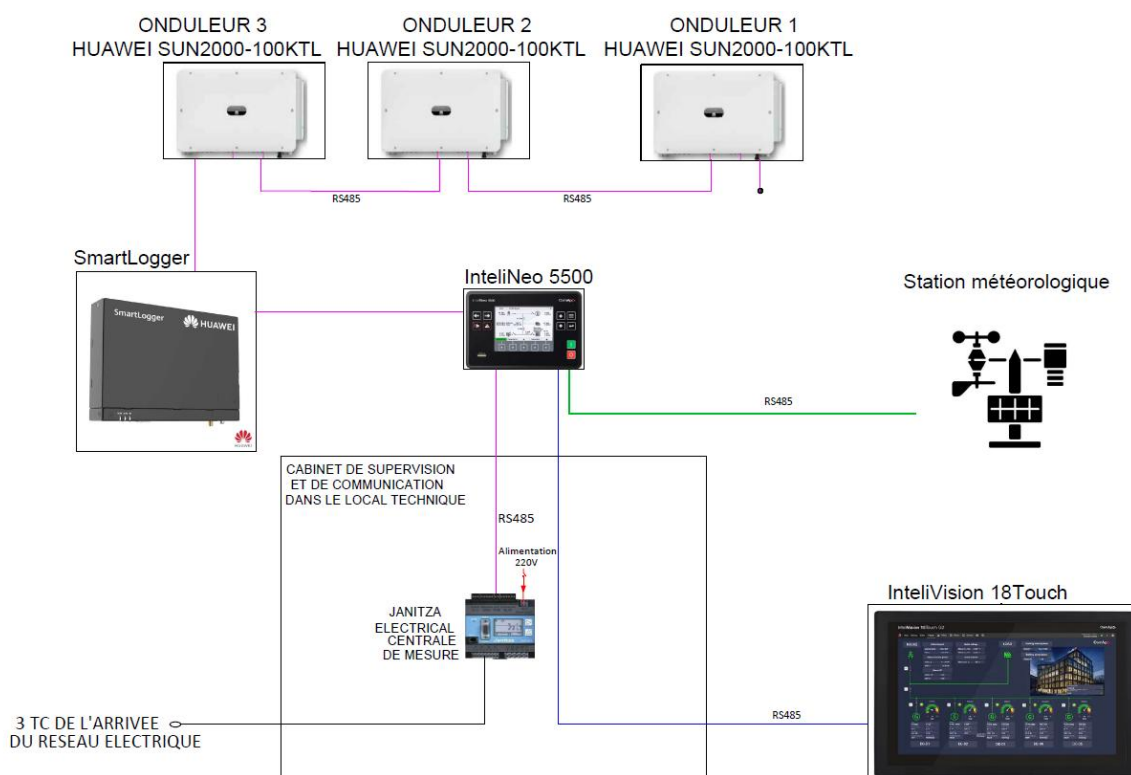 ONDULEUR 3
HUAWEI SUN2000-100KTL
ONDULEUR 2
HUAWEI SUN2000-100KTL
ONDULEUR 1
HUAWEI SUN2000-100KTL
RS485
RS485
SmartLogger
SmartLogger
HUAWEI
HUAWEI
InteliNeo 5500
Station météorologique
RS485
CABINET DE SUPERVISION
ET DE COMMUNICATION
DANS LE LOCAL TECHNIQUE
RS485
Alimentation
220V
JANITZA
ELECTRICAL
CENTRALE
DE MESURE
3 TC DE L'ARRIVEE
DU RESEAU ELECTRIQUE
RS485
InteliVision 18Touch